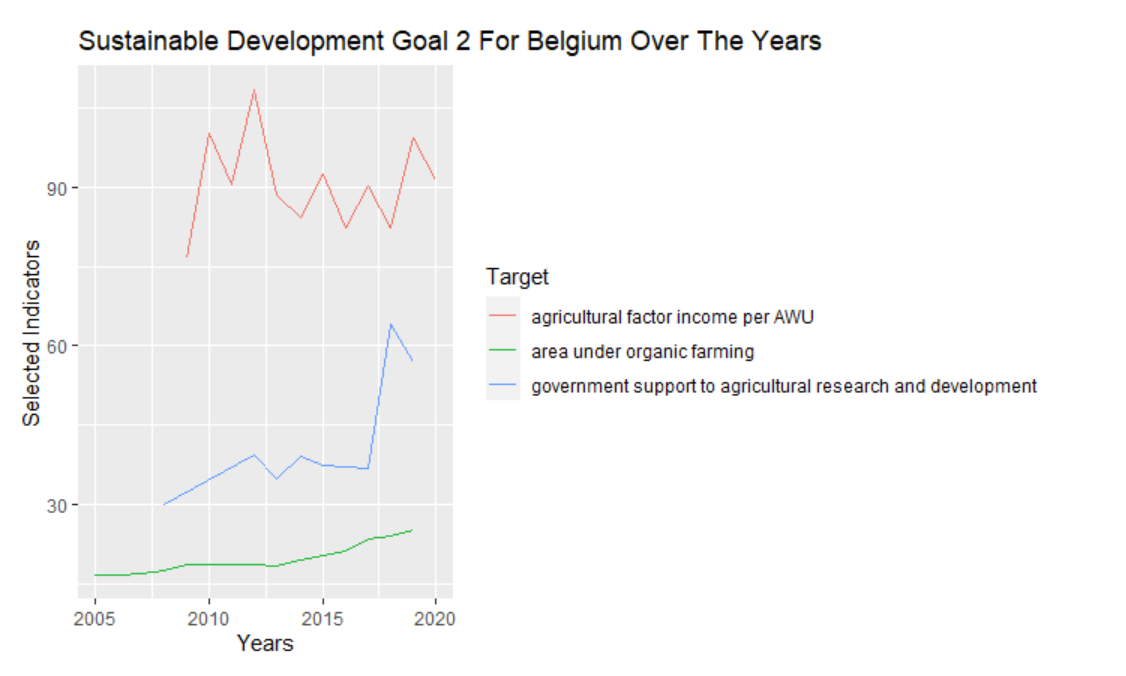 Sustainable Development Goal 2 For Belgium Over The Years
90
60
30
Selected Indicators
2005 2010 2015 2020
Years
Target
agricultural factor income per AWU
area under organic farming
government support to agricultural research and development